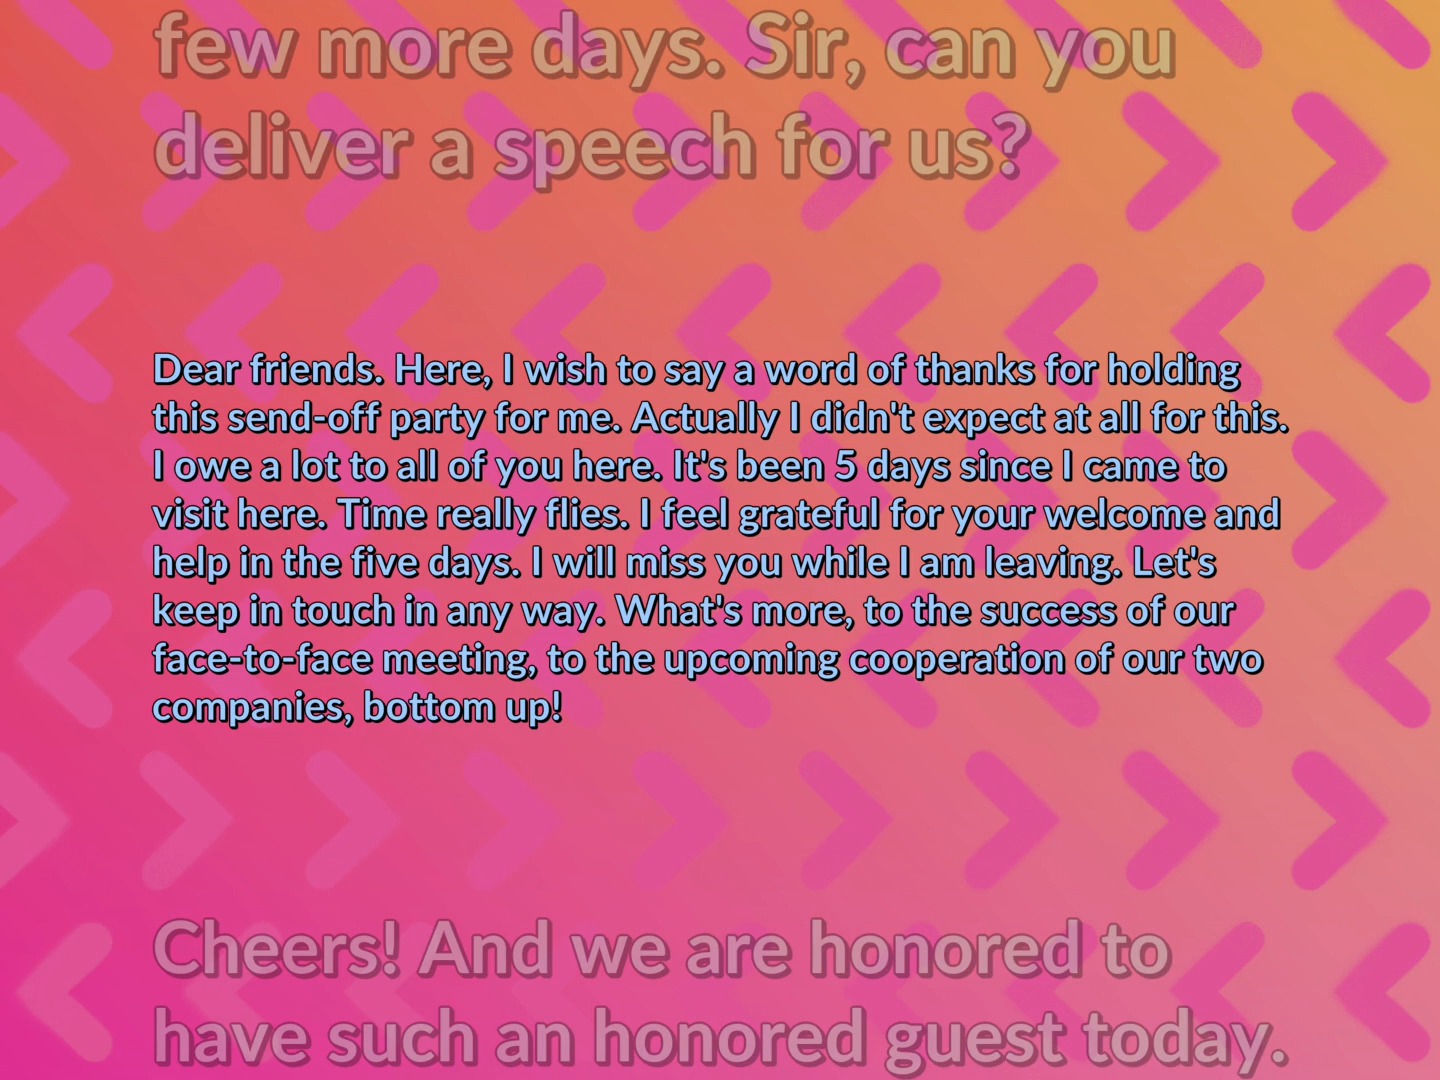 few more days. Sir, can you
deliver a speech for us?
Dear friends. Here, I wish to say a word of thanks for holding
this send-off party for me. Actually I didn't expect at all for this.
I owe a lot to all of you here. It's been 5 days since I came to
visit here. Time really flies. I feel grateful for your welcome and
help in the five days. I will miss you while I am leaving. Let's
keep in touch in any way. What's more, to the success of our
face-to-face meeting, to the upcoming cooperation of our two
companies, bottom up!
Cheers! And we are honored to
have such an honored guest today.